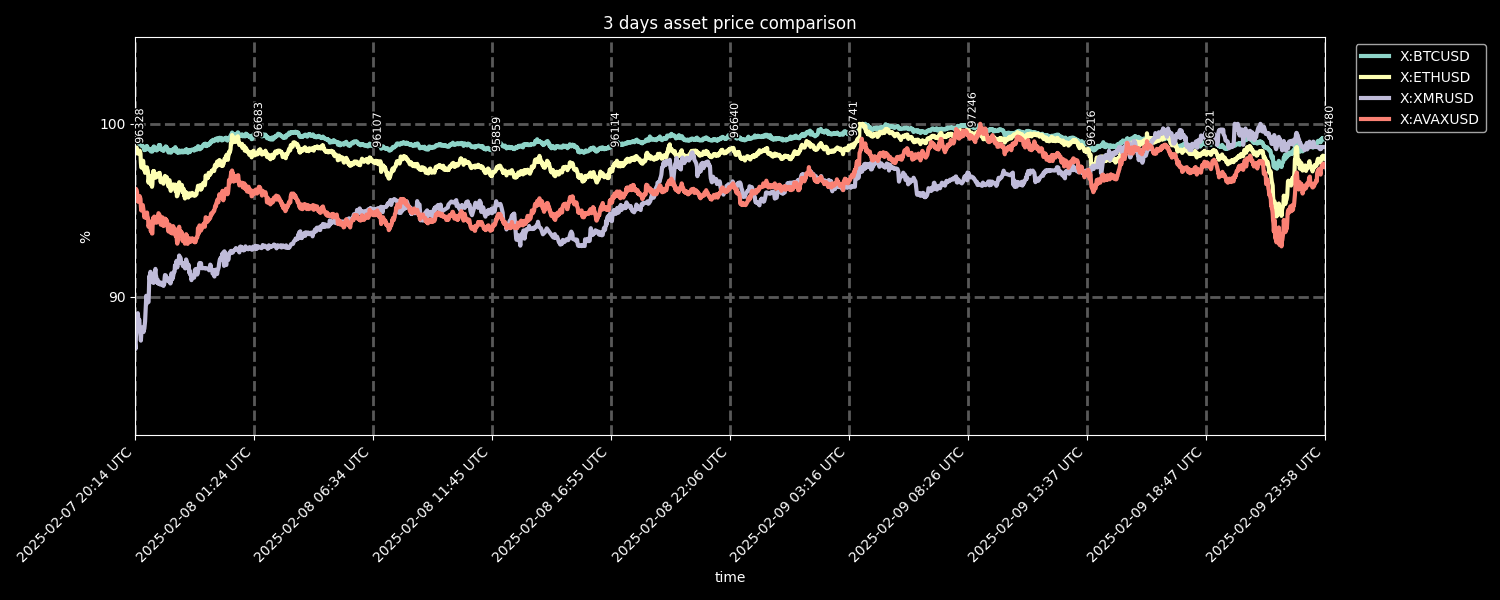 3 days asset price comparison
X:BTCUSD
X:ETHUSD
X:XMRUSD
X:AVAXUSD
100
90
%
96328
96683
96107
95859
96114
96640
96741
97246
96216
96221
96480
2025-02-07 20:14 UTC
2025-02-08 01:24 UTC
2025-02-08 06:34 UTC
2025-02-08 11:45 UTC
2025-02-08 16:55 UTC
2025-02-08 22:06 UTC
2025-02-09 03:16 UTC
2025-02-09 08:26 UTC
2025-02-09 13:37 UTC
2025-02-09 18:47 UTC
2025-02-09 23:58 UTC
time